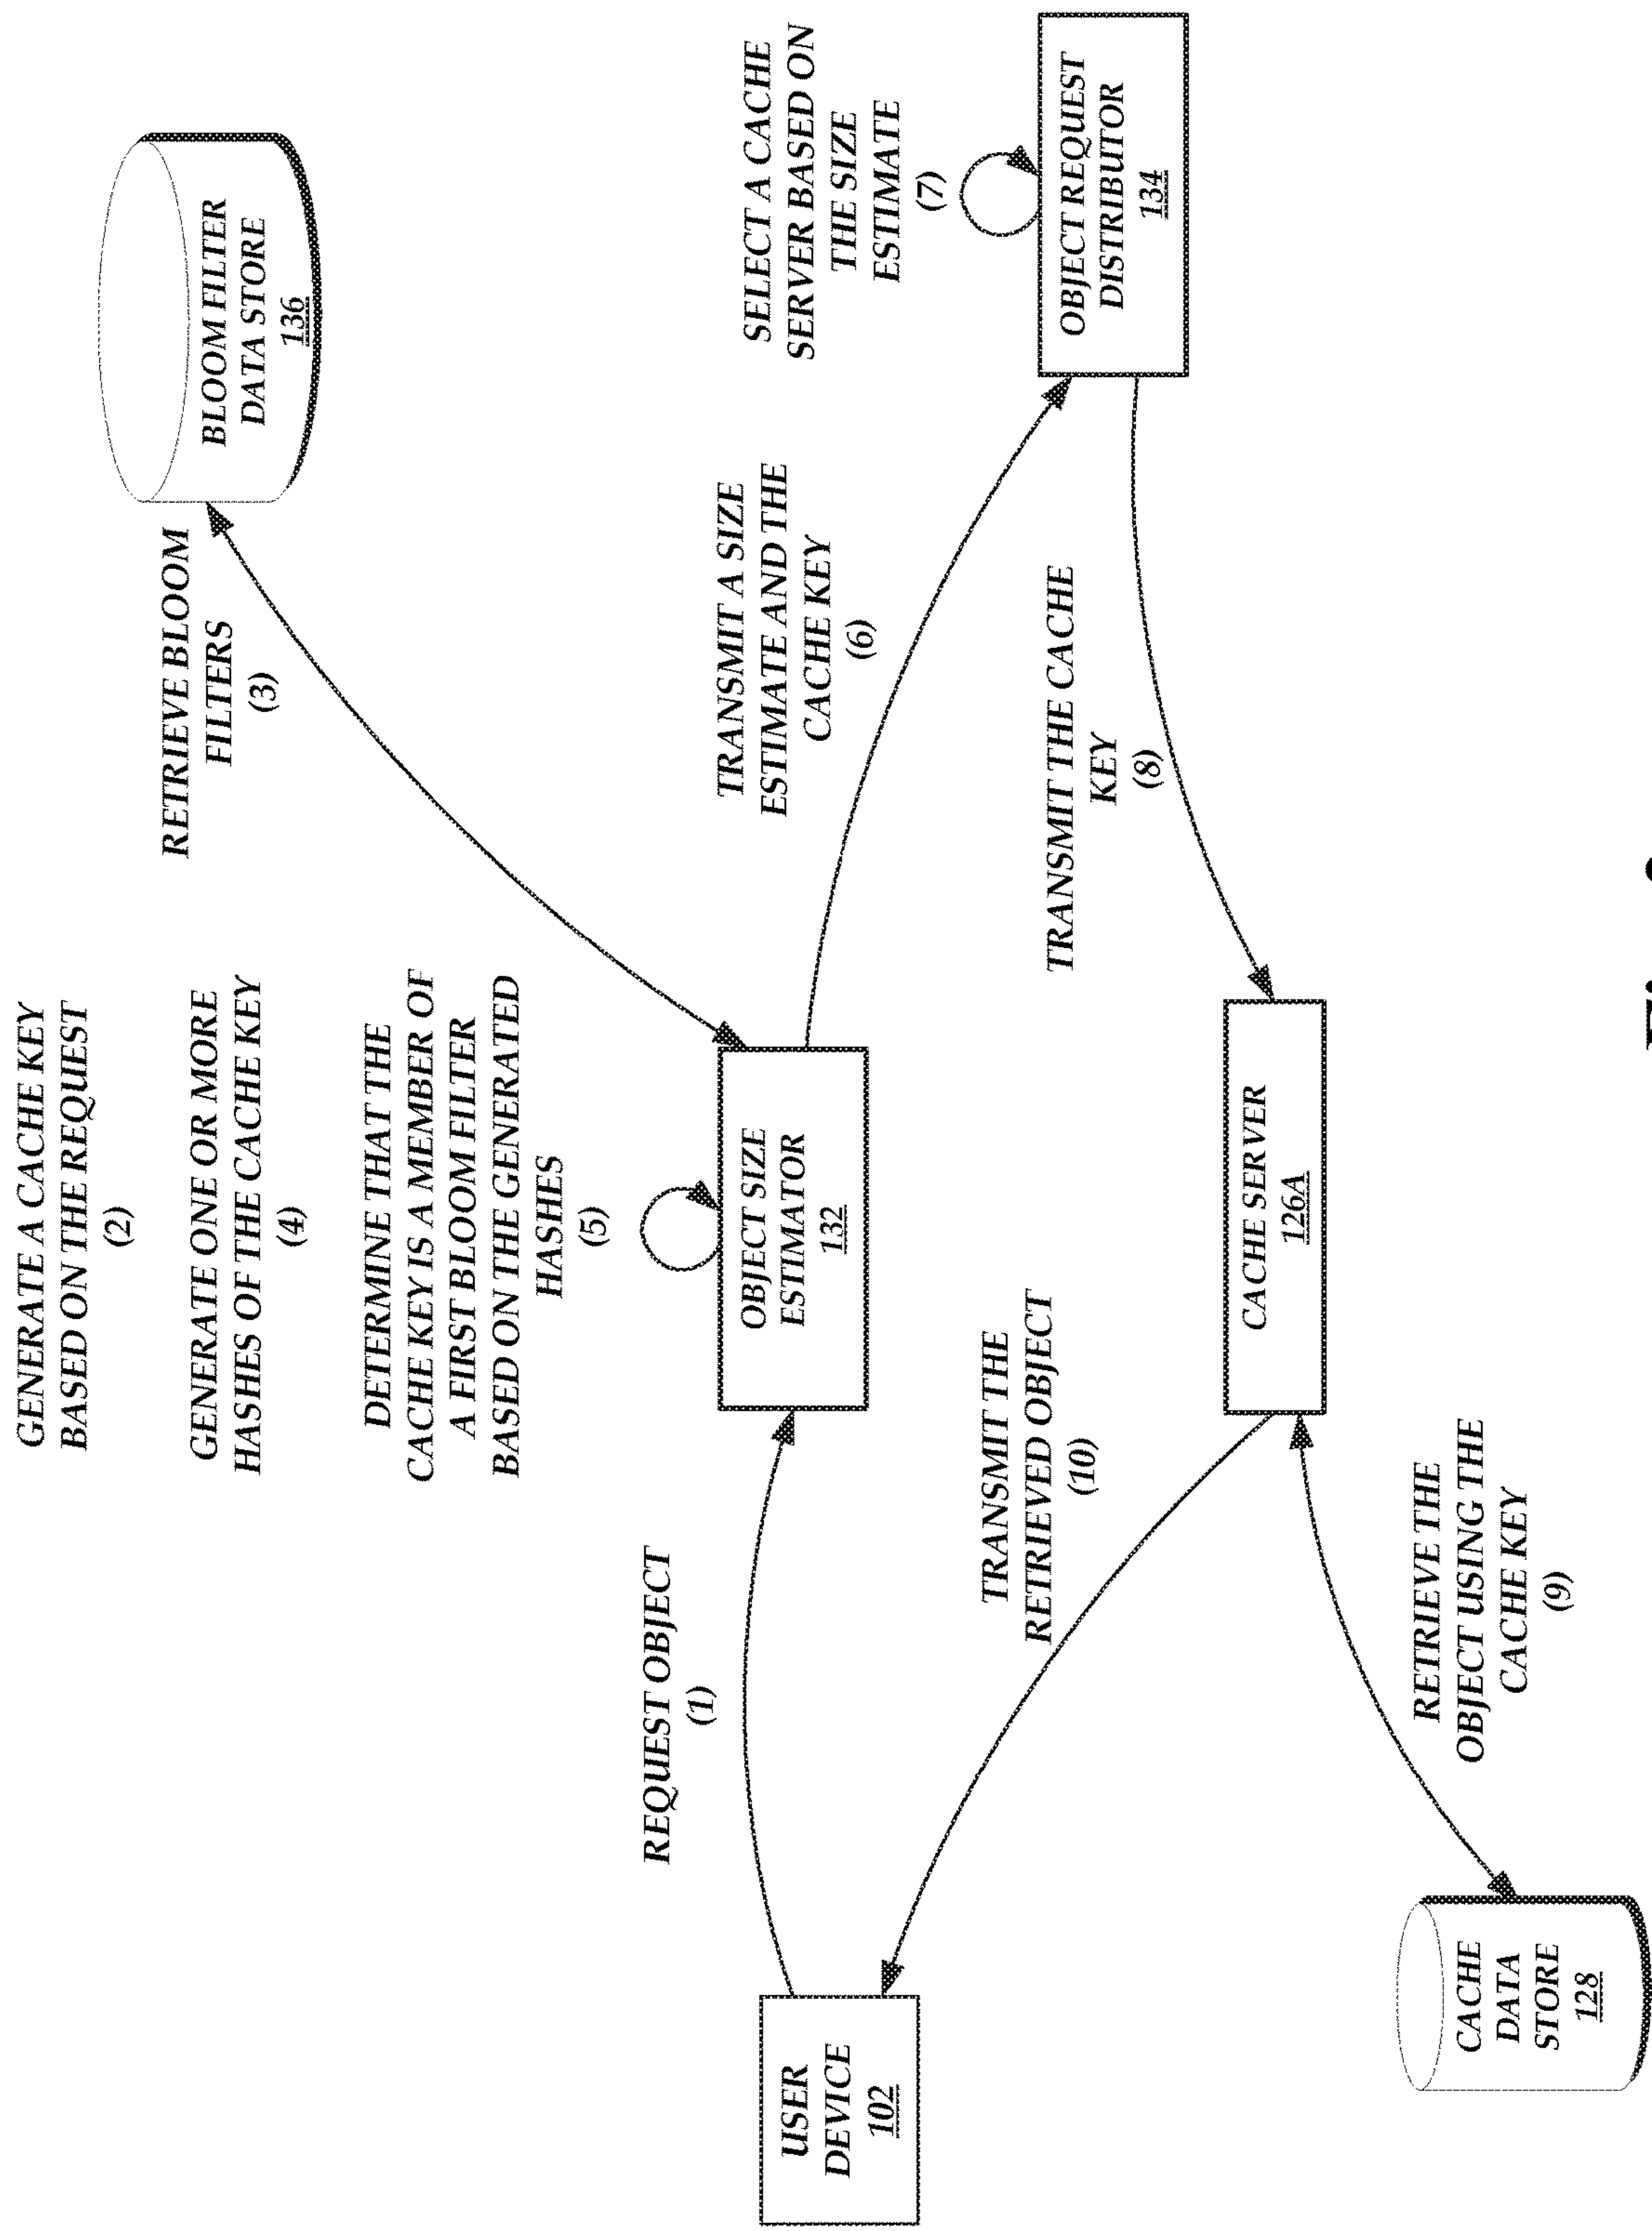 GENERATE A CACHE KEY
BASED ON THE REQUEST
(2)
GENERATE ONE OR MORE
HASHES OF THE CACHE KEY
(4)
DETERMINE THAT THE
CACHE KEY IS A MEMBER OF
A FIRST BLOOM FILTER
BASED ON THE GENERATED
HASHES
(5)
RETRIEVE BLOOM
FILTERS
(3)
BLOOM FILTER
DATA STORE
136
REQUEST OBJECT
(1)
OBJECT SIZE
ESTIMATOR
132
TRANSMIT A SIZE
ESTIMATE AND THE
CACHE KEY
(6)
SELECT A CACHE
SERVER BASED ON
THE SIZE
ESTIMATE
(7)
USER
DEVICE
102
OBJECT REQUEST
DISTRIBUTOR
134
TRANSMIT THE
RETRIEVED OBJECT
(10)
TRANSMIT THE CACHE
KEY
(8)
CACHE SERVER
126A
RETRIEVE THE
OBJECT USING THE
CACHE KEY
(9)
CACHE
DATA
STORE
128